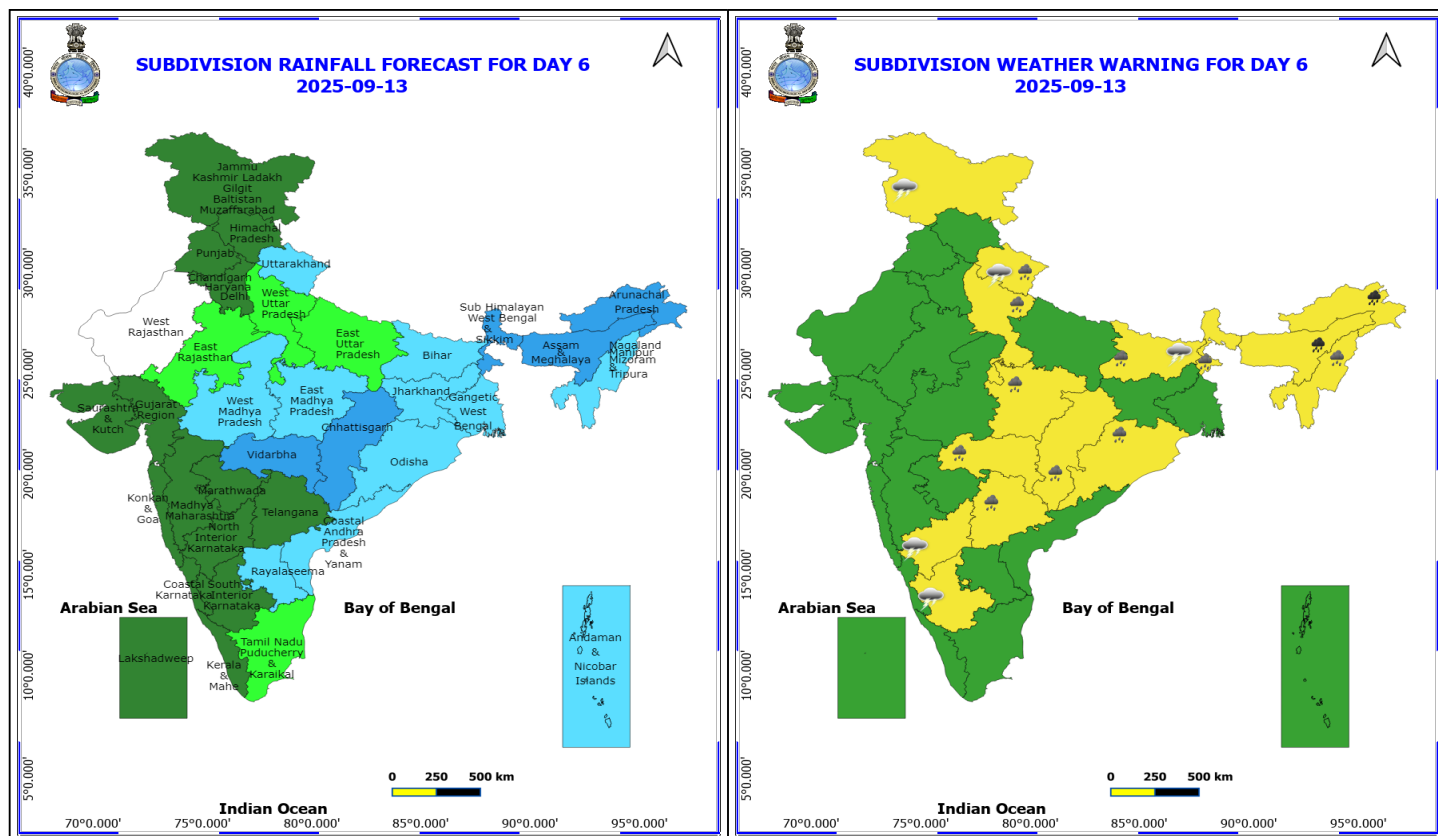 SUBDIVISION RAINFALL FORECAST FOR DAY 6
2025-09-13
40°0.000'
35°0.000'
30°0.000'
25°0.000'
20°0.000'
15°0.000'
10°0.000'
5°0.000'
Jammu
Kashmir Ladakh
Gilgit
Baltistan
Muzaffarabad
Himachal
Pradesh
Punjab
Uttarakhand
Chandigarh
Haryana
Delhi
West
Uttar
Pradesh
West
Rajasthan
East
Rajasthan
East
Uttar
Pradesh
Bihar
Sub Himalayan
West Bengal
&
Sikkim
Arunachal
Pradesh
Assam
&
Meghalaya
Nagaland
Manipur
Mizoram
&
Tripura
Saurashtra
&
Kutch
Gujarat
Region
West
Madhya
Pradesh
East
Madhya
Pradesh
Jharkhand
Gangetic
West
Bengal
Chhattisgarh
Vidarbha
Odisha
Konkan
&
Goa
Marathwada
Madhya
Maharashtra
Telangana
North
Interior
Karnataka
Coastal
Andhra
Pradesh
&
Yanam
Rayalaseema
Coastal
Karnataka
South
Interior
Karnataka
Arabian Sea
Bay of Bengal
Lakshadweep
Kerala
&
Mahe
Tamil Nadu
Puducherry
&
Karaikal
Andaman
&
Nicobar
Islands
0 250 500 km
Indian Ocean
70°0.000' 75°0.000' 80°0.000' 85°0.000' 90°0.000' 95°0.000'
SUBDIVISION WEATHER WARNING FOR DAY 6
2025-09-13
40°0.000'
35°0.000'
30°0.000'
25°0.000'
20°0.000'
15°0.000'
10°0.000'
5°0.000'
Arabian Sea
Bay of Bengal
0 250 500 km
Indian Ocean
70°0.000' 75°0.000' 80°0.000' 85°0.000' 90°0.000' 95°0.000'